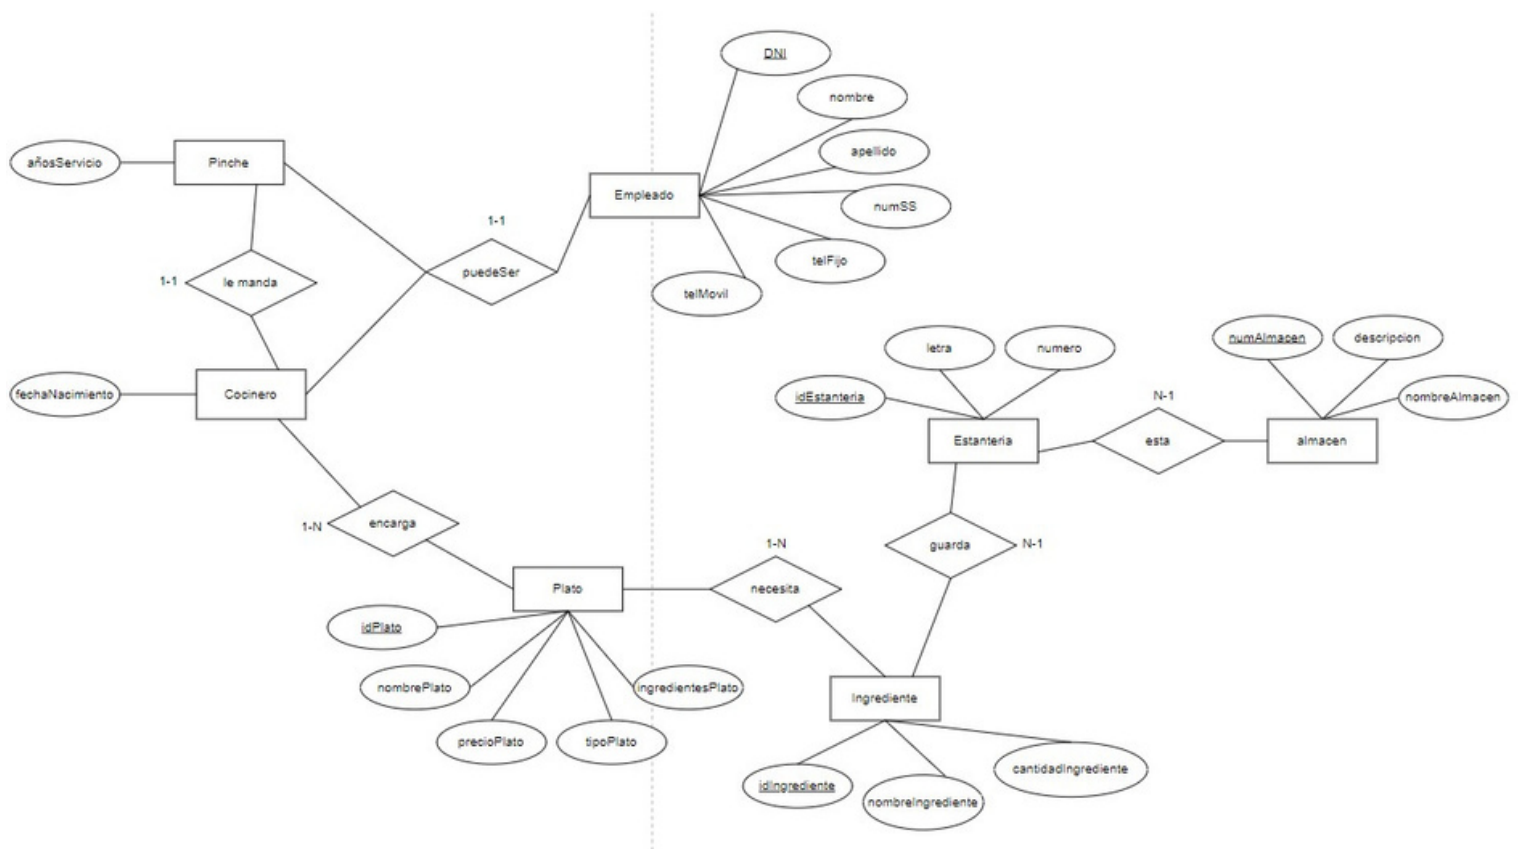 DNI
nombre
apellido
numSS
telFijo
telMovil
Empleado
añosServicio
Pinche
1-1
puedeSer
1-1
le manda
fechaNacimiento
Cocinero
letra
numero
idEstanteria
Estanteria
numAlmacen
descripcion
nombreAlmacen
N-1
esta
almacen
1-N
encarga
guarda
N-1
1-N
necesita
Plato
idPlato
nombrePlato
precioPlato
tipoPlato
ingredientesPlato
Ingrediente
idIngrediente
nombreIngrediente
cantidadIngrediente